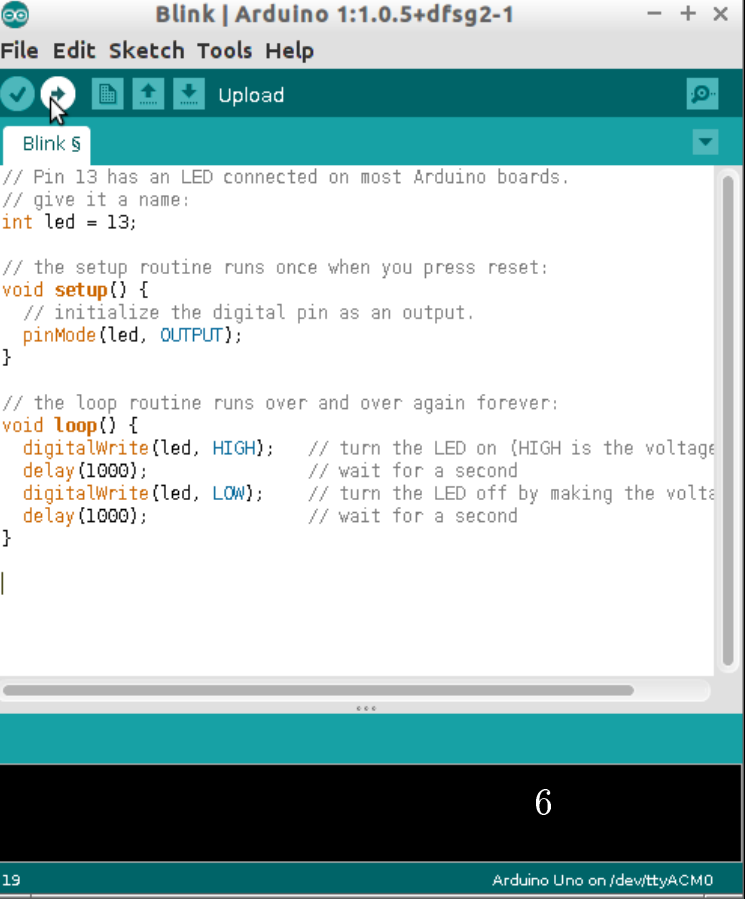 Blink | Arduino 1:1.0.5+dfsg2-1
File Edit Sketch Tools Help
Upload
Blink §
// Pin 13 has an LED connected on most Arduino boards.
// give it a name:
int led = 13;
// the setup routine runs once when you press reset:
void setup() {
// initialize the digital pin as an output.
pinMode(led, OUTPUT);
}
// the loop routine runs over and over again forever:
void loop() {
digitalWrite(led, HIGH); // turn the LED on (HIGH is the voltage
delay(1000); // wait for a second
digitalWrite(led, LOW); // turn the LED off by making the volta
delay(1000); // wait for a second
}
6
19 Arduino Uno on /dev/ttyACM0